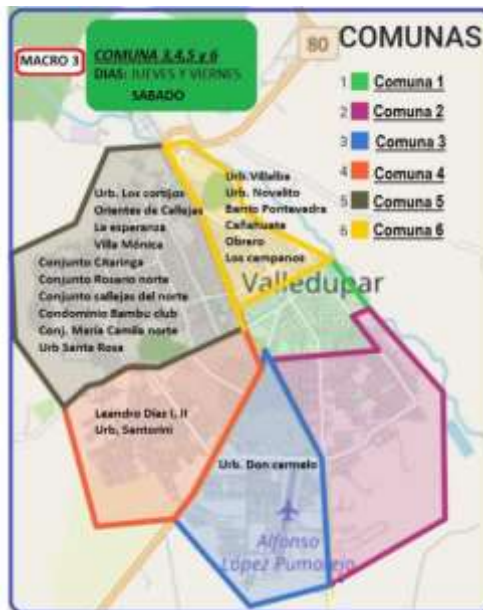 MACRO 3
COMUNA 3,4,5 y 6
DIAS: JUEVES Y VIERNES
SABADO
80
COMUNAS
1 Comuna 1
2 Comuna 2
3 Comuna 3
4 Comuna 4
5 Comuna 5
6 Comuna 6
Urb. Los cortijos
Orientes de Callejas
La esperanza
Villa Mónica
Conjunto Citaringa
Conjunto Rosario norte
Conjunto callejas del norte
Condominio Bambu club
Conj. María Camila norte
Urb Santa Rosa
Urb. Villalba
Urb. Novalito
Barrio Pontevedra
Cañahuate
Obrero
Los campanos
Valledupar
Leandro Díaz I, II
Urb. Santorini
Urb. Don carmelo
Alfonso
López Pumarejo